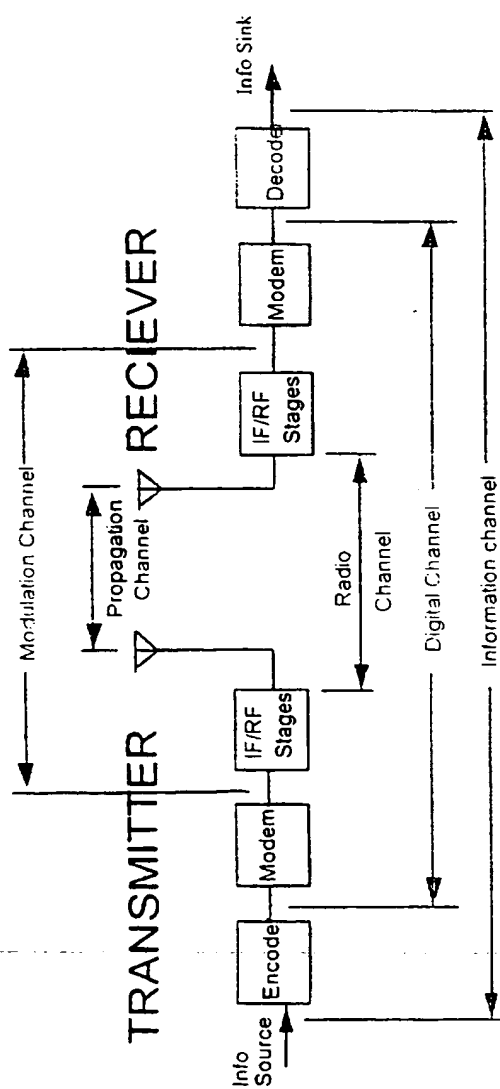 Modulation Channel
Propagation
Channel
TRANSMITTER
RECIEVER
Info
Source
Encode
Modem
IF/RF
Stages
IF/RF
Stages
Modem
Decode
Info Sink
Radio
Channel
Digital Channel
Information channel